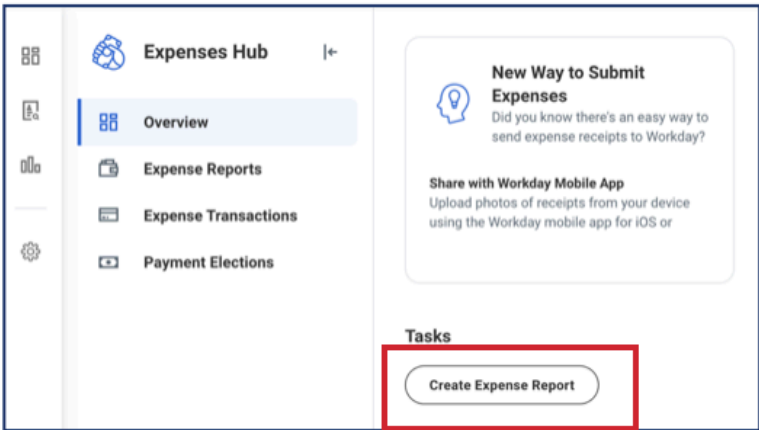 Expenses Hub
Overview
Expense Reports
Expense Transactions
Payment Elections
New Way to Submit
Expenses
Did you know there's an easy way to
send expense receipts to Workday?
Share with Workday Mobile App
Upload photos of receipts from your device
using the Workday mobile app for iOS or
Tasks
Create Expense Report